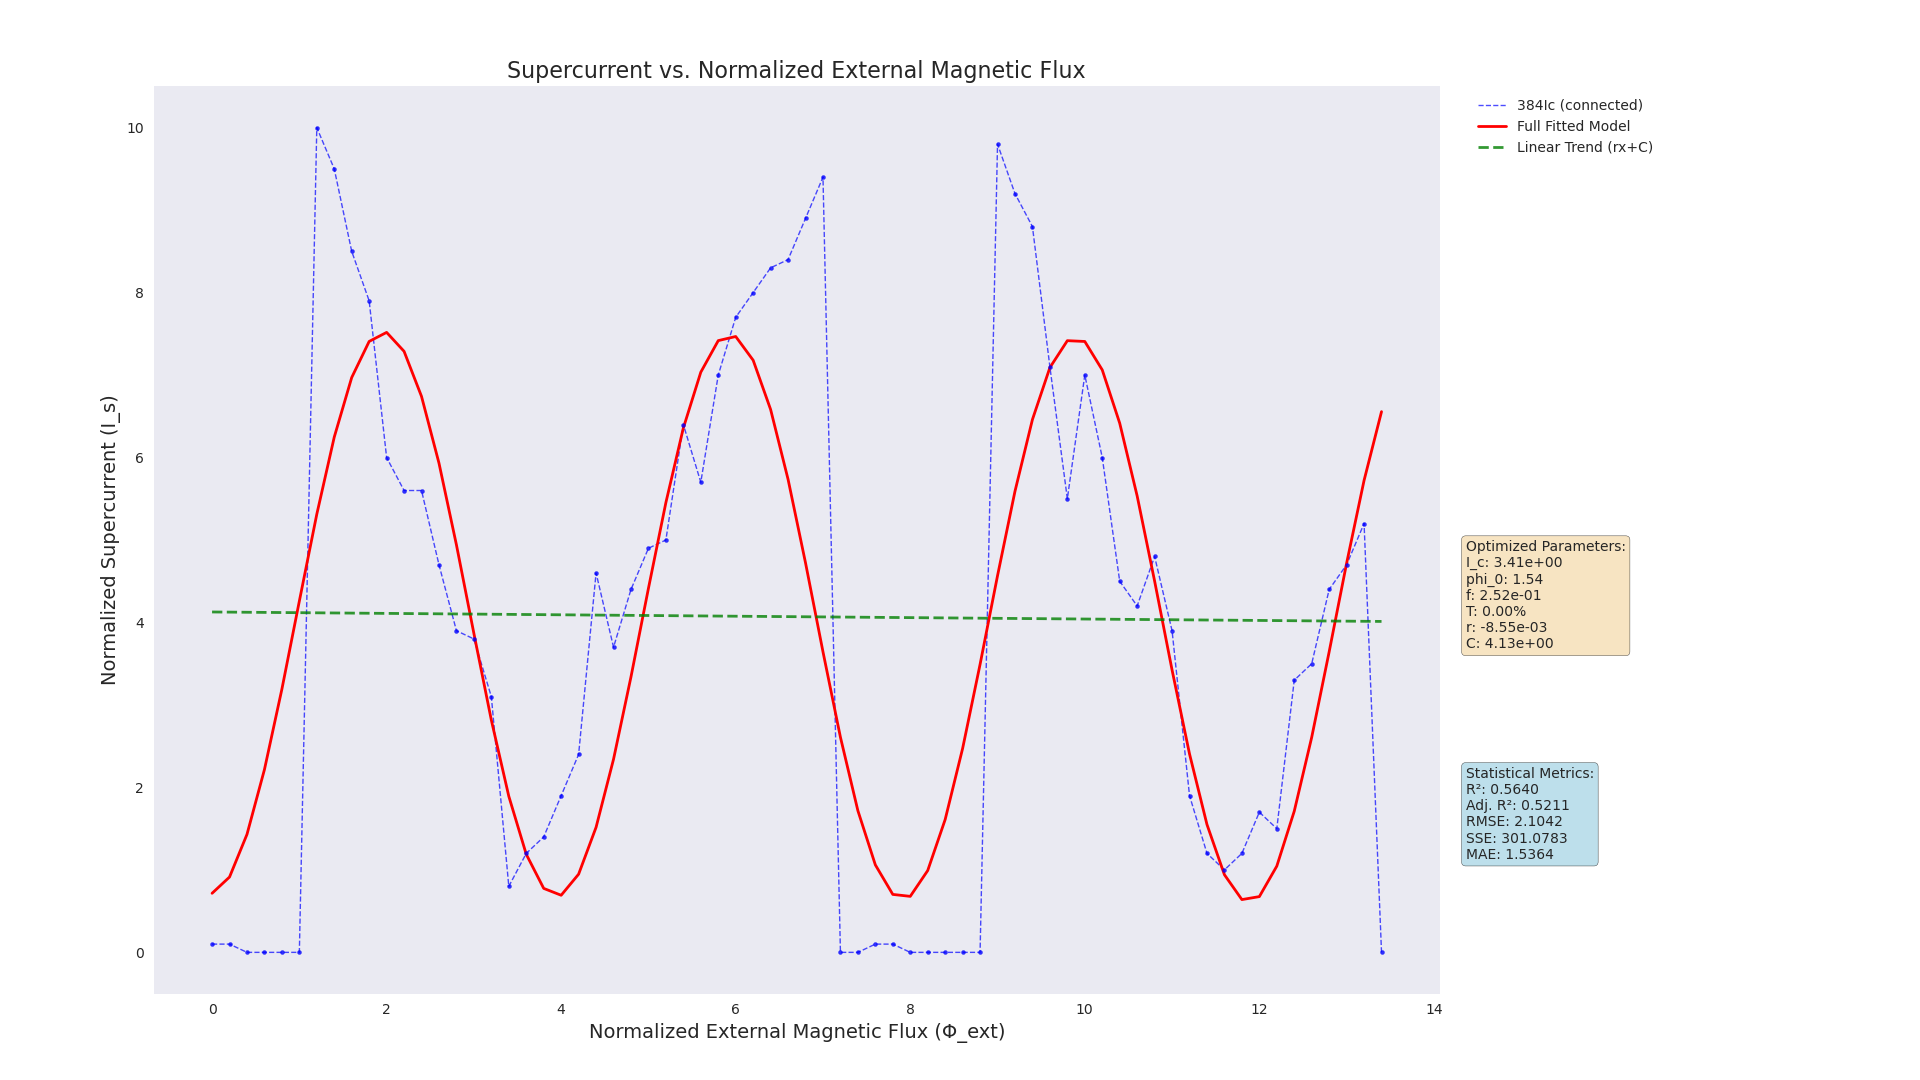 Supercurrent vs. Normalized External Magnetic Flux
384Ic (connected)
Full Fitted Model
Linear Trend (rx+C)
10
8
6
4
2
0
Normalized Supercurrent (I_s)
0 2 4 6 8 10 12 14
Normalized External Magnetic Flux (Φ_ext)
Optimized Parameters:
I_c: 3.41e+00
phi_0: 1.54
f: 2.52e-01
T: 0.00%
r: -8.55e-03
C: 4.13e+00
Statistical Metrics:
R²: 0.5640
Adj. R²: 0.5211
RMSE: 2.1042
SSE: 301.0783
MAE: 1.5364